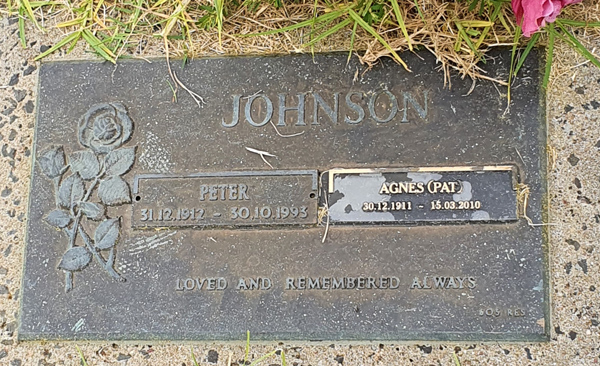 JOHNSON
PETER
31.12.1912 - 30.10.1993
AGNES (PAT)
30.12.1911 - 15.03.2010
LOVED AND REMEMBERED ALWAYS